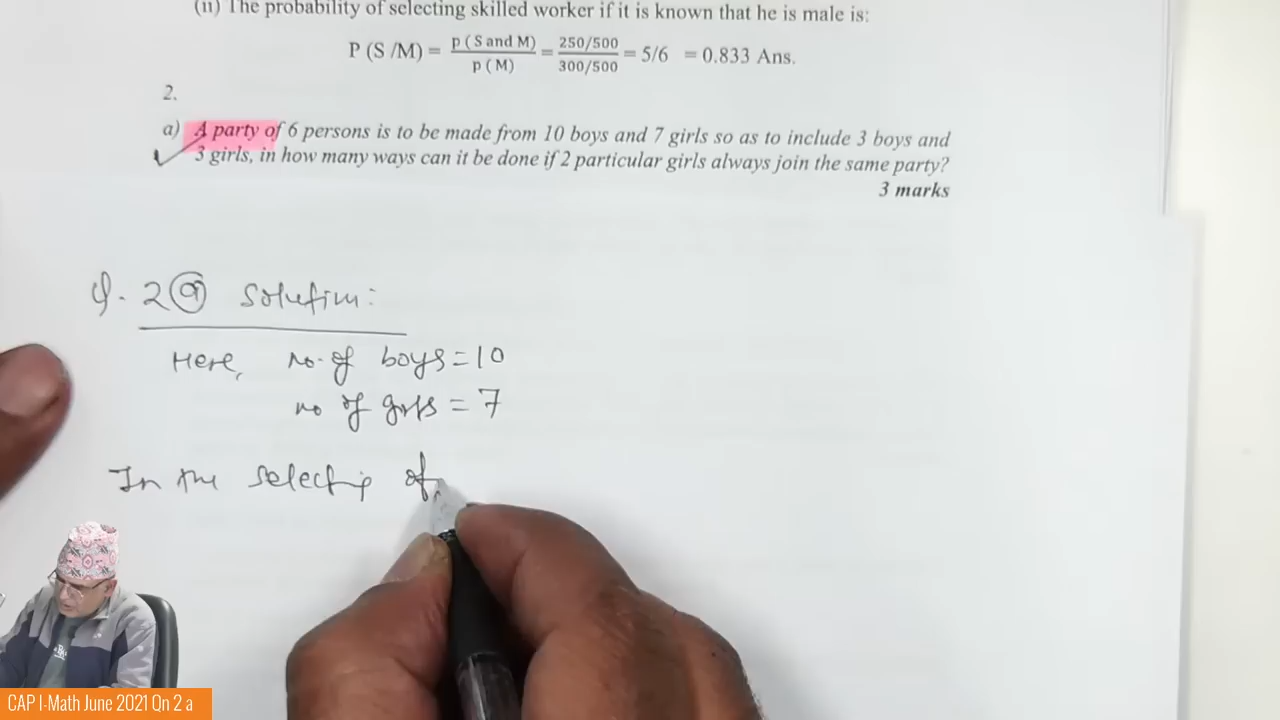 (ii) The probability of selecting skilled worker if it is known that he is male is:
P (S /M) = p ( S and M) / p ( M ) = 250/500 / 300/500 = 5/6 = 0.833 Ans.
2.
a) A party of 6 persons is to be made from 10 boys and 7 girls so as to include 3 boys and
3 girls, in how many ways can it be done if 2 particular girls always join the same party?
3 marks
Q. 2 a Solution:
Here, no. of boys = 10
no of girls = 7
In the selecting of
CAP I-Math June 2021 Qn 2 a